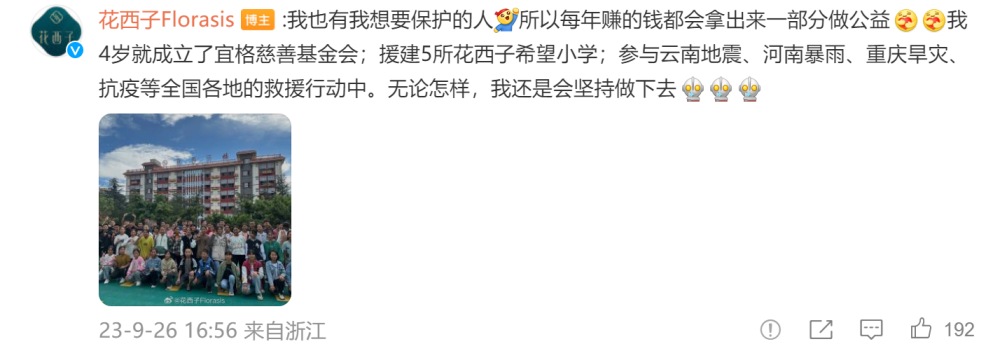 花西子
花西子Florasis 博主 :我也有我想要保护的人所以每年赚的钱都会拿出来一部分做公益我
4岁就成立了宜格慈善基金会；援建5所花西子希望小学；参与云南地震、河南暴雨、重庆旱灾、
抗疫等全国各地的救援行动中。无论怎样，我还是会坚持做下去
@花西子Florasis
23-9-26 16:56 来自浙江
192